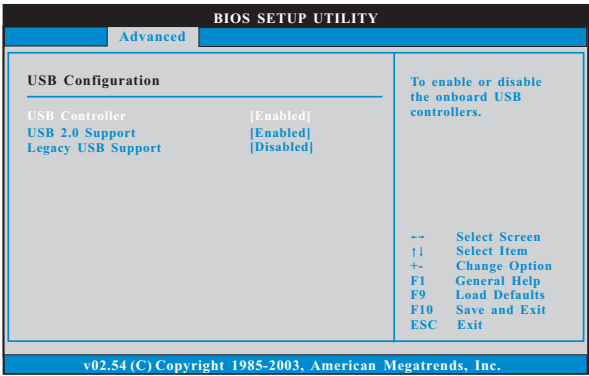 BIOS SETUP UTILITY
Advanced
USB Configuration
USB Controller [Enabled]
USB 2.0 Support [Enabled]
Legacy USB Support [Disabled]
To enable or disable
the onboard USB
controllers.
←→ Select Screen
↑↓ Select Item
+- Change Option
F1 General Help
F9 Load Defaults
F10 Save and Exit
ESC Exit
v02.54 (C) Copyright 1985-2003, American Megatrends, Inc.